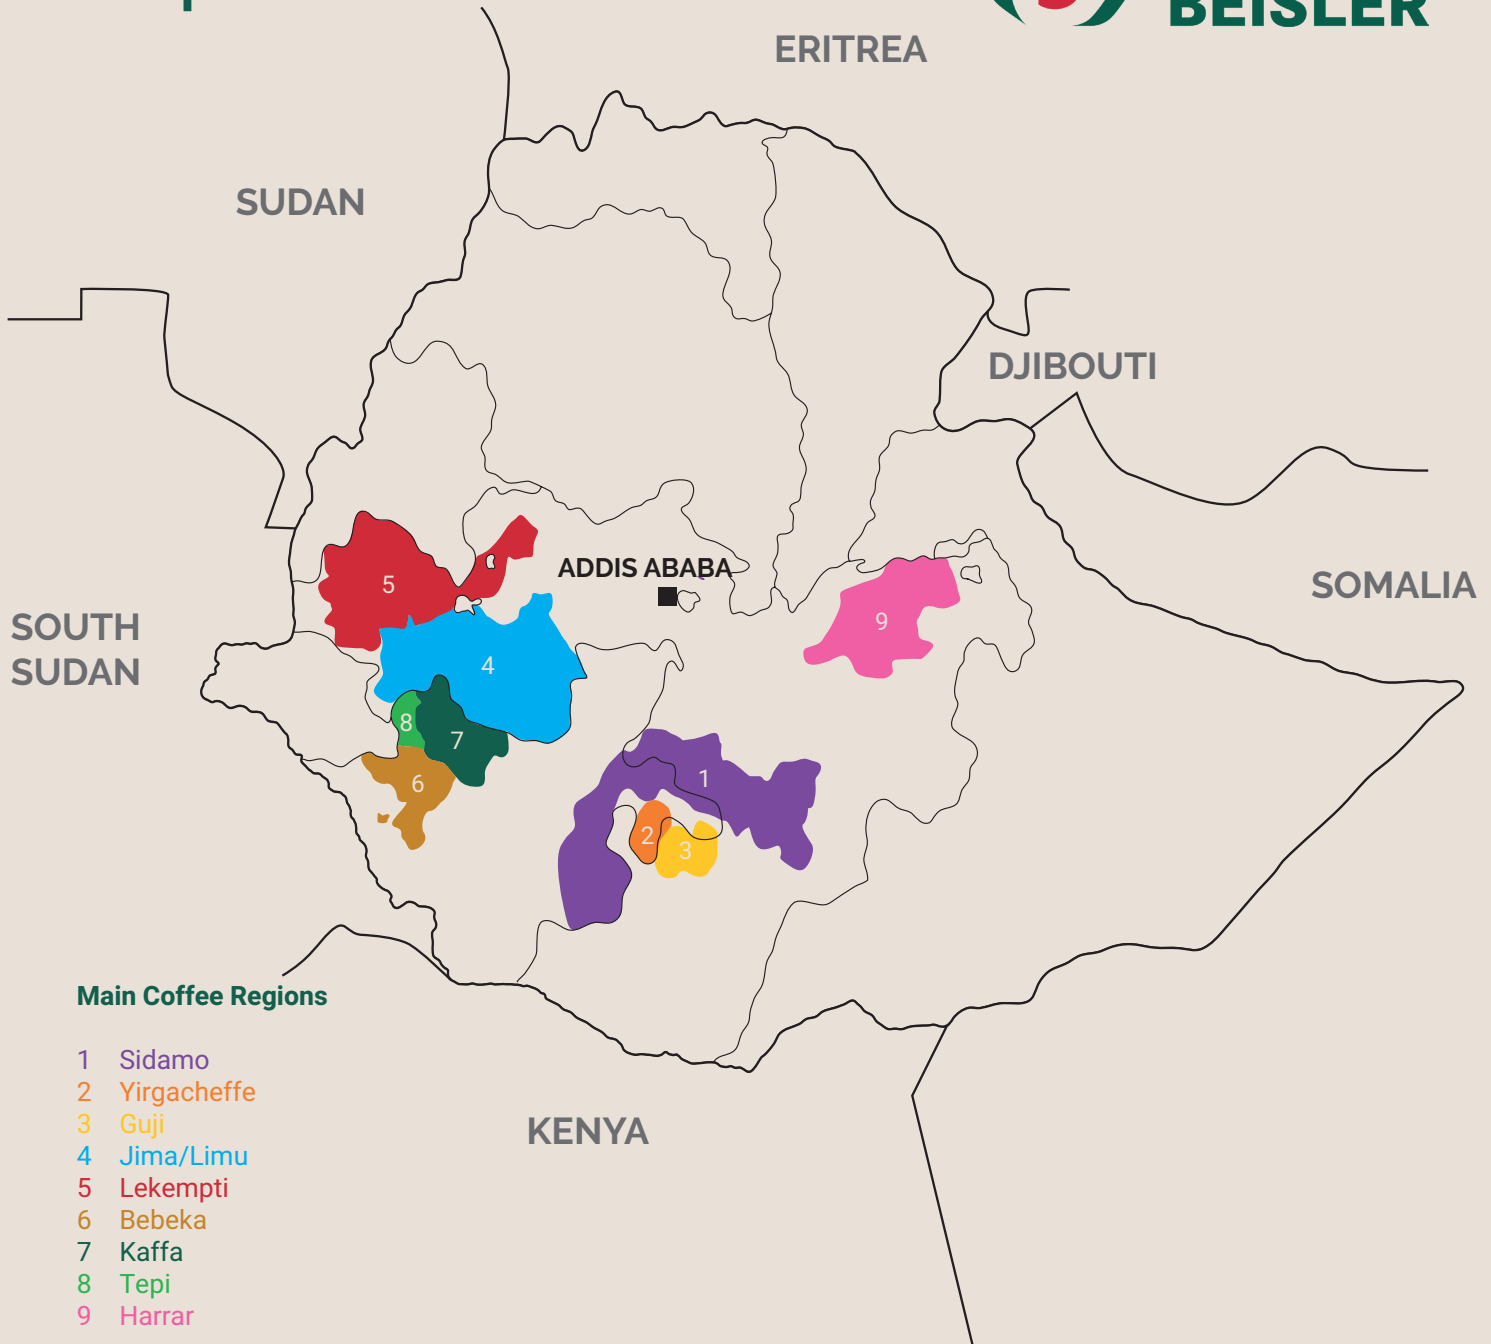 BEISLER
ERITREA
SUDAN
DJIBOUTI
ADDIS ABABA
SOMALIA
SOUTH
SUDAN
5
9
4
8
7
6
1
2
3
Main Coffee Regions
1 Sidamo
2 Yirgacheffe
3 Guji
4 Jima/Limu
5 Lekempti
6 Bebeka
7 Kaffa
8 Tepi
9 Harrar
KENYA